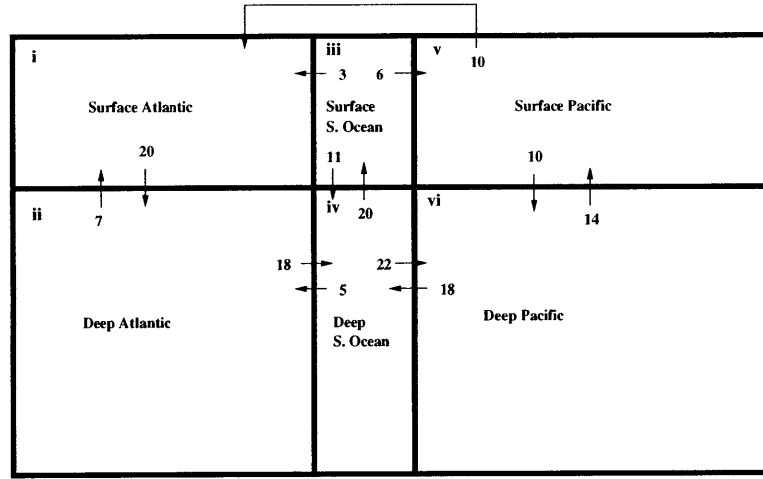 i
iii
v
3
6
10
Surface Atlantic
Surface
S. Ocean
Surface Pacific
20
11
10
ii
7
iv
20
vi
14
18
22
5
18
Deep Atlantic
Deep
S. Ocean
Deep Pacific